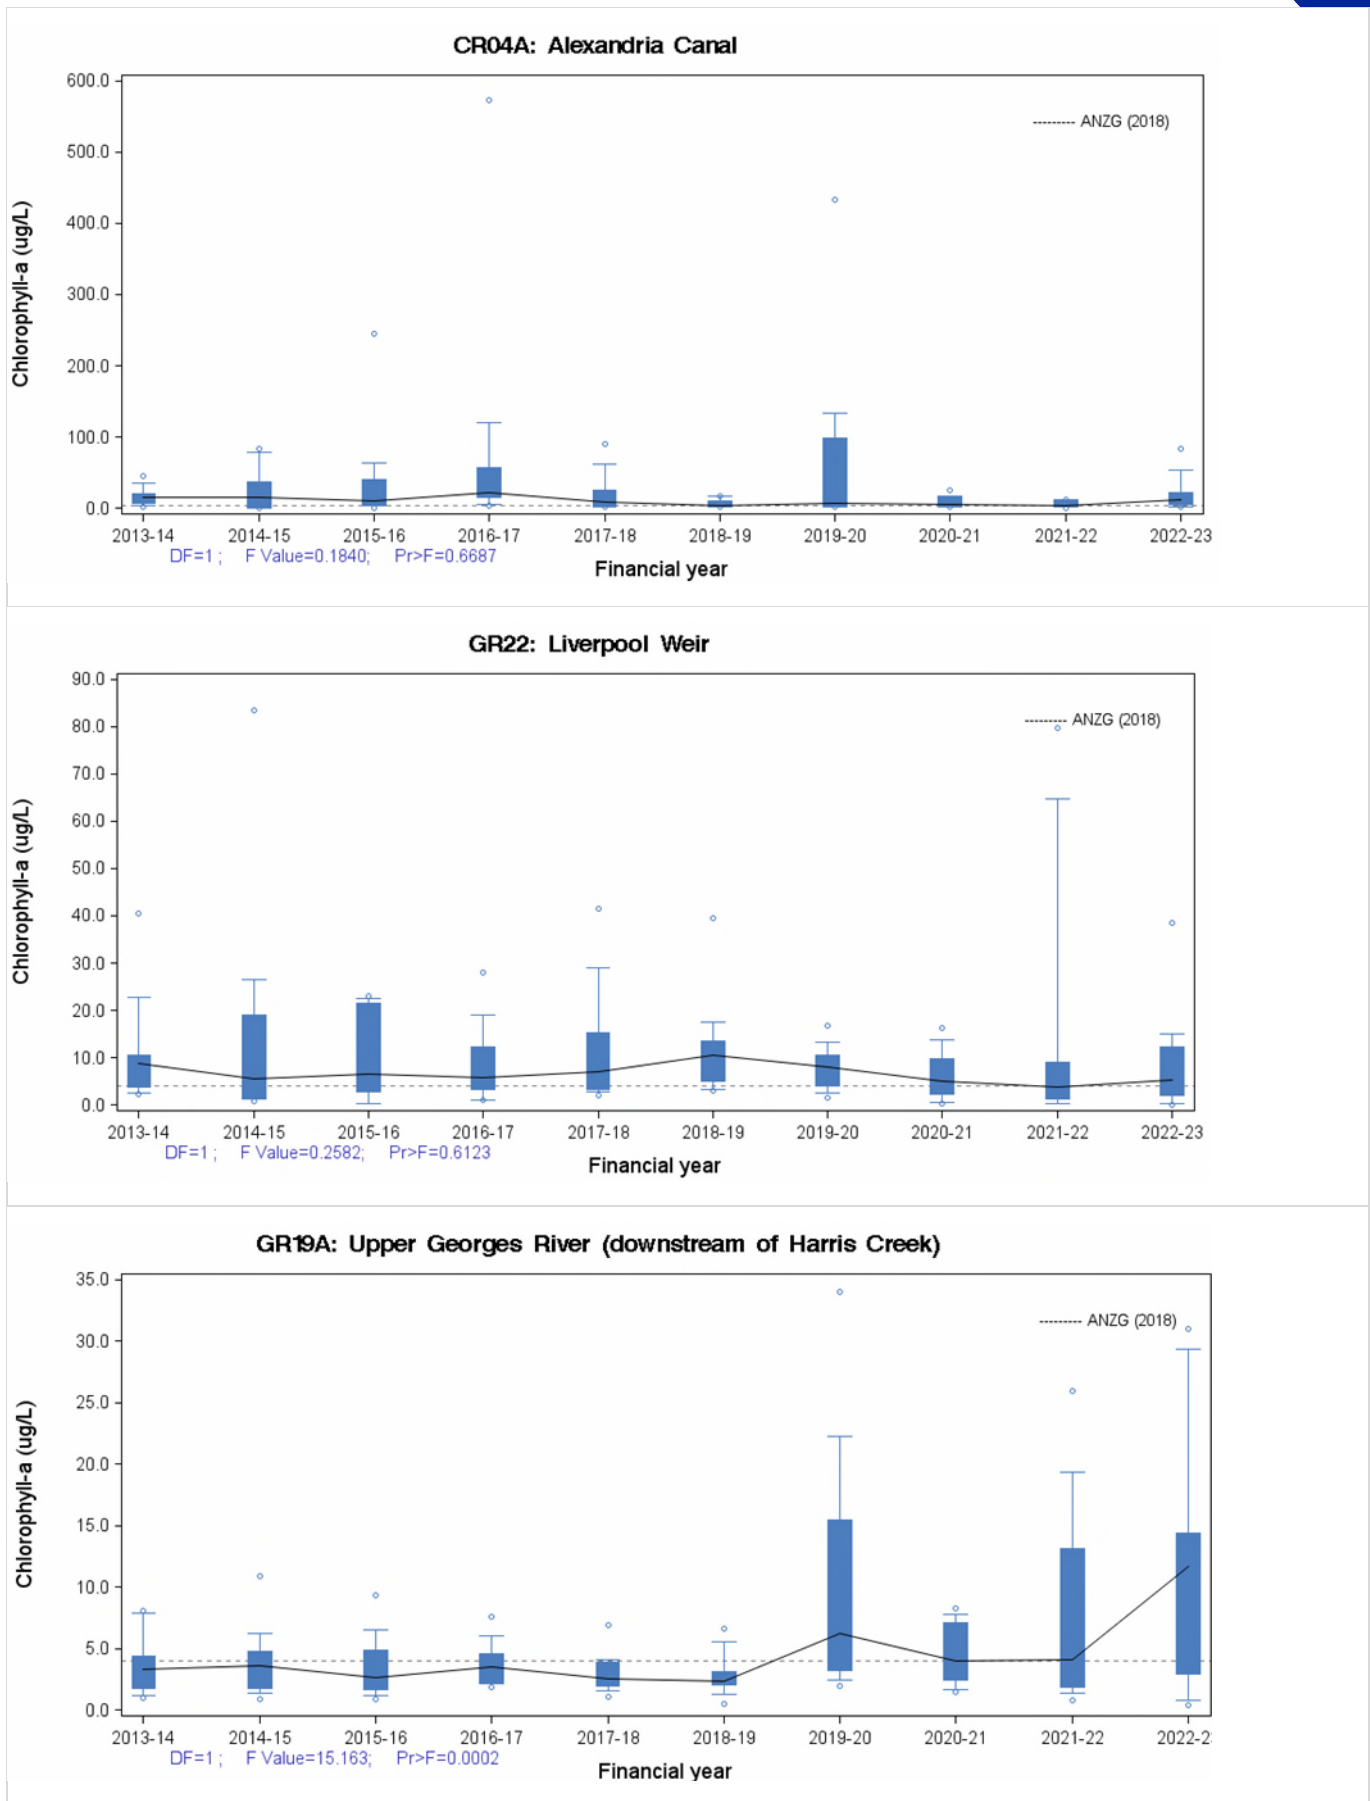 CR04A: Alexandria Canal
600.0
ANZG (2018)
500.0
400.0
300.0
200.0
100.0
0.0
Chlorophyll-a (ug/L)
2013-14 2014-15 2015-16 2016-17 2017-18 2018-19 2019-20 2020-21 2021-22 2022-23
DF=1 ; F Value=0.1840; Pr>F=0.6687
Financial year
GR22: Liverpool Weir
90.0
ANZG (2018)
80.0
70.0
60.0
50.0
40.0
30.0
20.0
10.0
0.0
Chlorophyll-a (ug/L)
2013-14 2014-15 2015-16 2016-17 2017-18 2018-19 2019-20 2020-21 2021-22 2022-23
DF=1 ; F Value=0.2582; Pr>F=0.6123
Financial year
GR19A: Upper Georges River (downstream of Harris Creek)
35.0
ANZG (2018)
30.0
25.0
20.0
15.0
10.0
5.0
0.0
Chlorophyll-a (ug/L)
2013-14 2014-15 2015-16 2016-17 2017-18 2018-19 2019-20 2020-21 2021-22 2022-2
DF=1 ; F Value=15.163; Pr>F=0.0002
Financial year